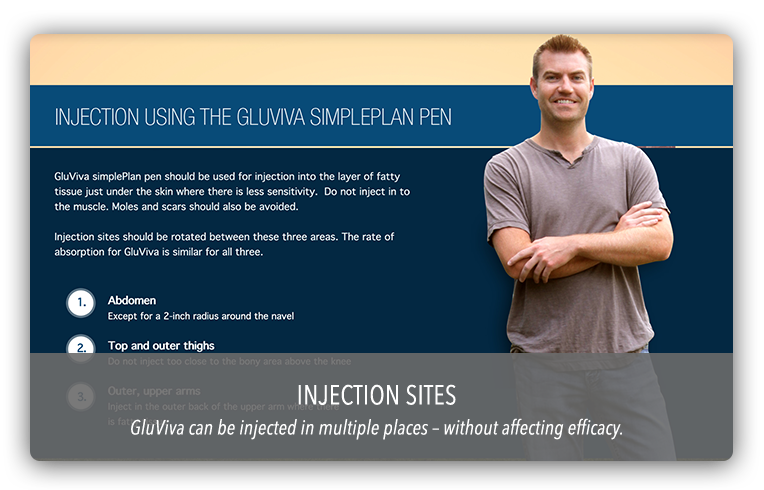 INJECTION USING THE GLUVIVA SIMPLEPLAN PEN
GluViva simplePlan pen should be used for injection into the layer of fatty
tissue just under the skin where there is less sensitivity. Do not inject in to
the muscle. Moles and scars should also be avoided.
Injection sites should be rotated between these three areas. The rate of
absorption for GluViva is similar for all three.
1. Abdomen
Except for a 2-inch radius around the navel
2. Top and outer thighs
Do not inject too close to the bony area above the knee
3. Outer, upper arms
Inject in the outer back of the upper arm where there
is fat
INJECTION SITES
GluViva can be injected in multiple places – without affecting efficacy.